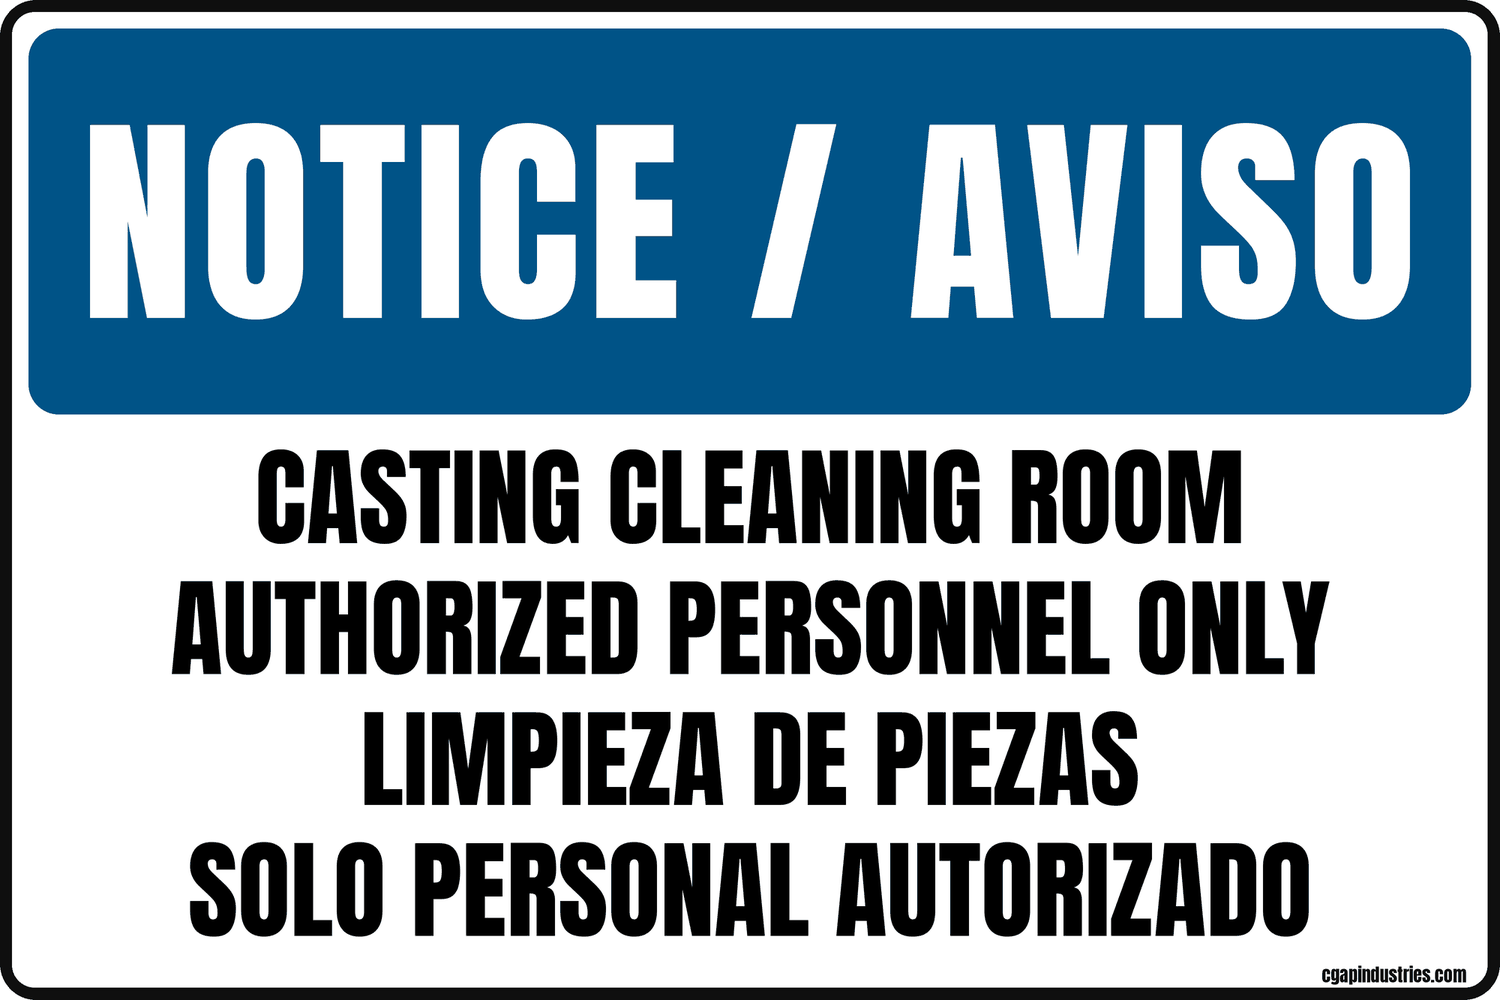 NOTICE / AVISO
CASTING CLEANING ROOM
AUTHORIZED PERSONNEL ONLY
LIMPIEZA DE PIEZAS
SOLO PERSONAL AUTORIZADO
cgapindustries.com